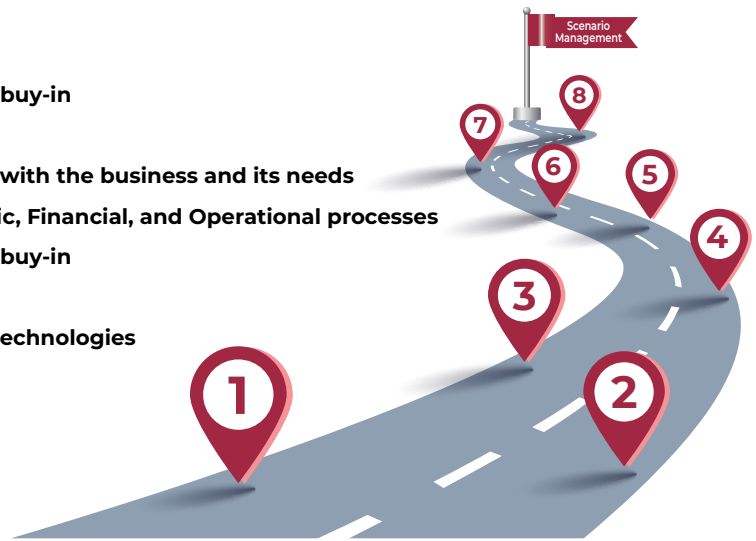 Scenario
Management
buy-in
8
7
with the business and its needs
6
5
ic, Financial, and Operational processes
4
buy-in
3
echnologies
1
2